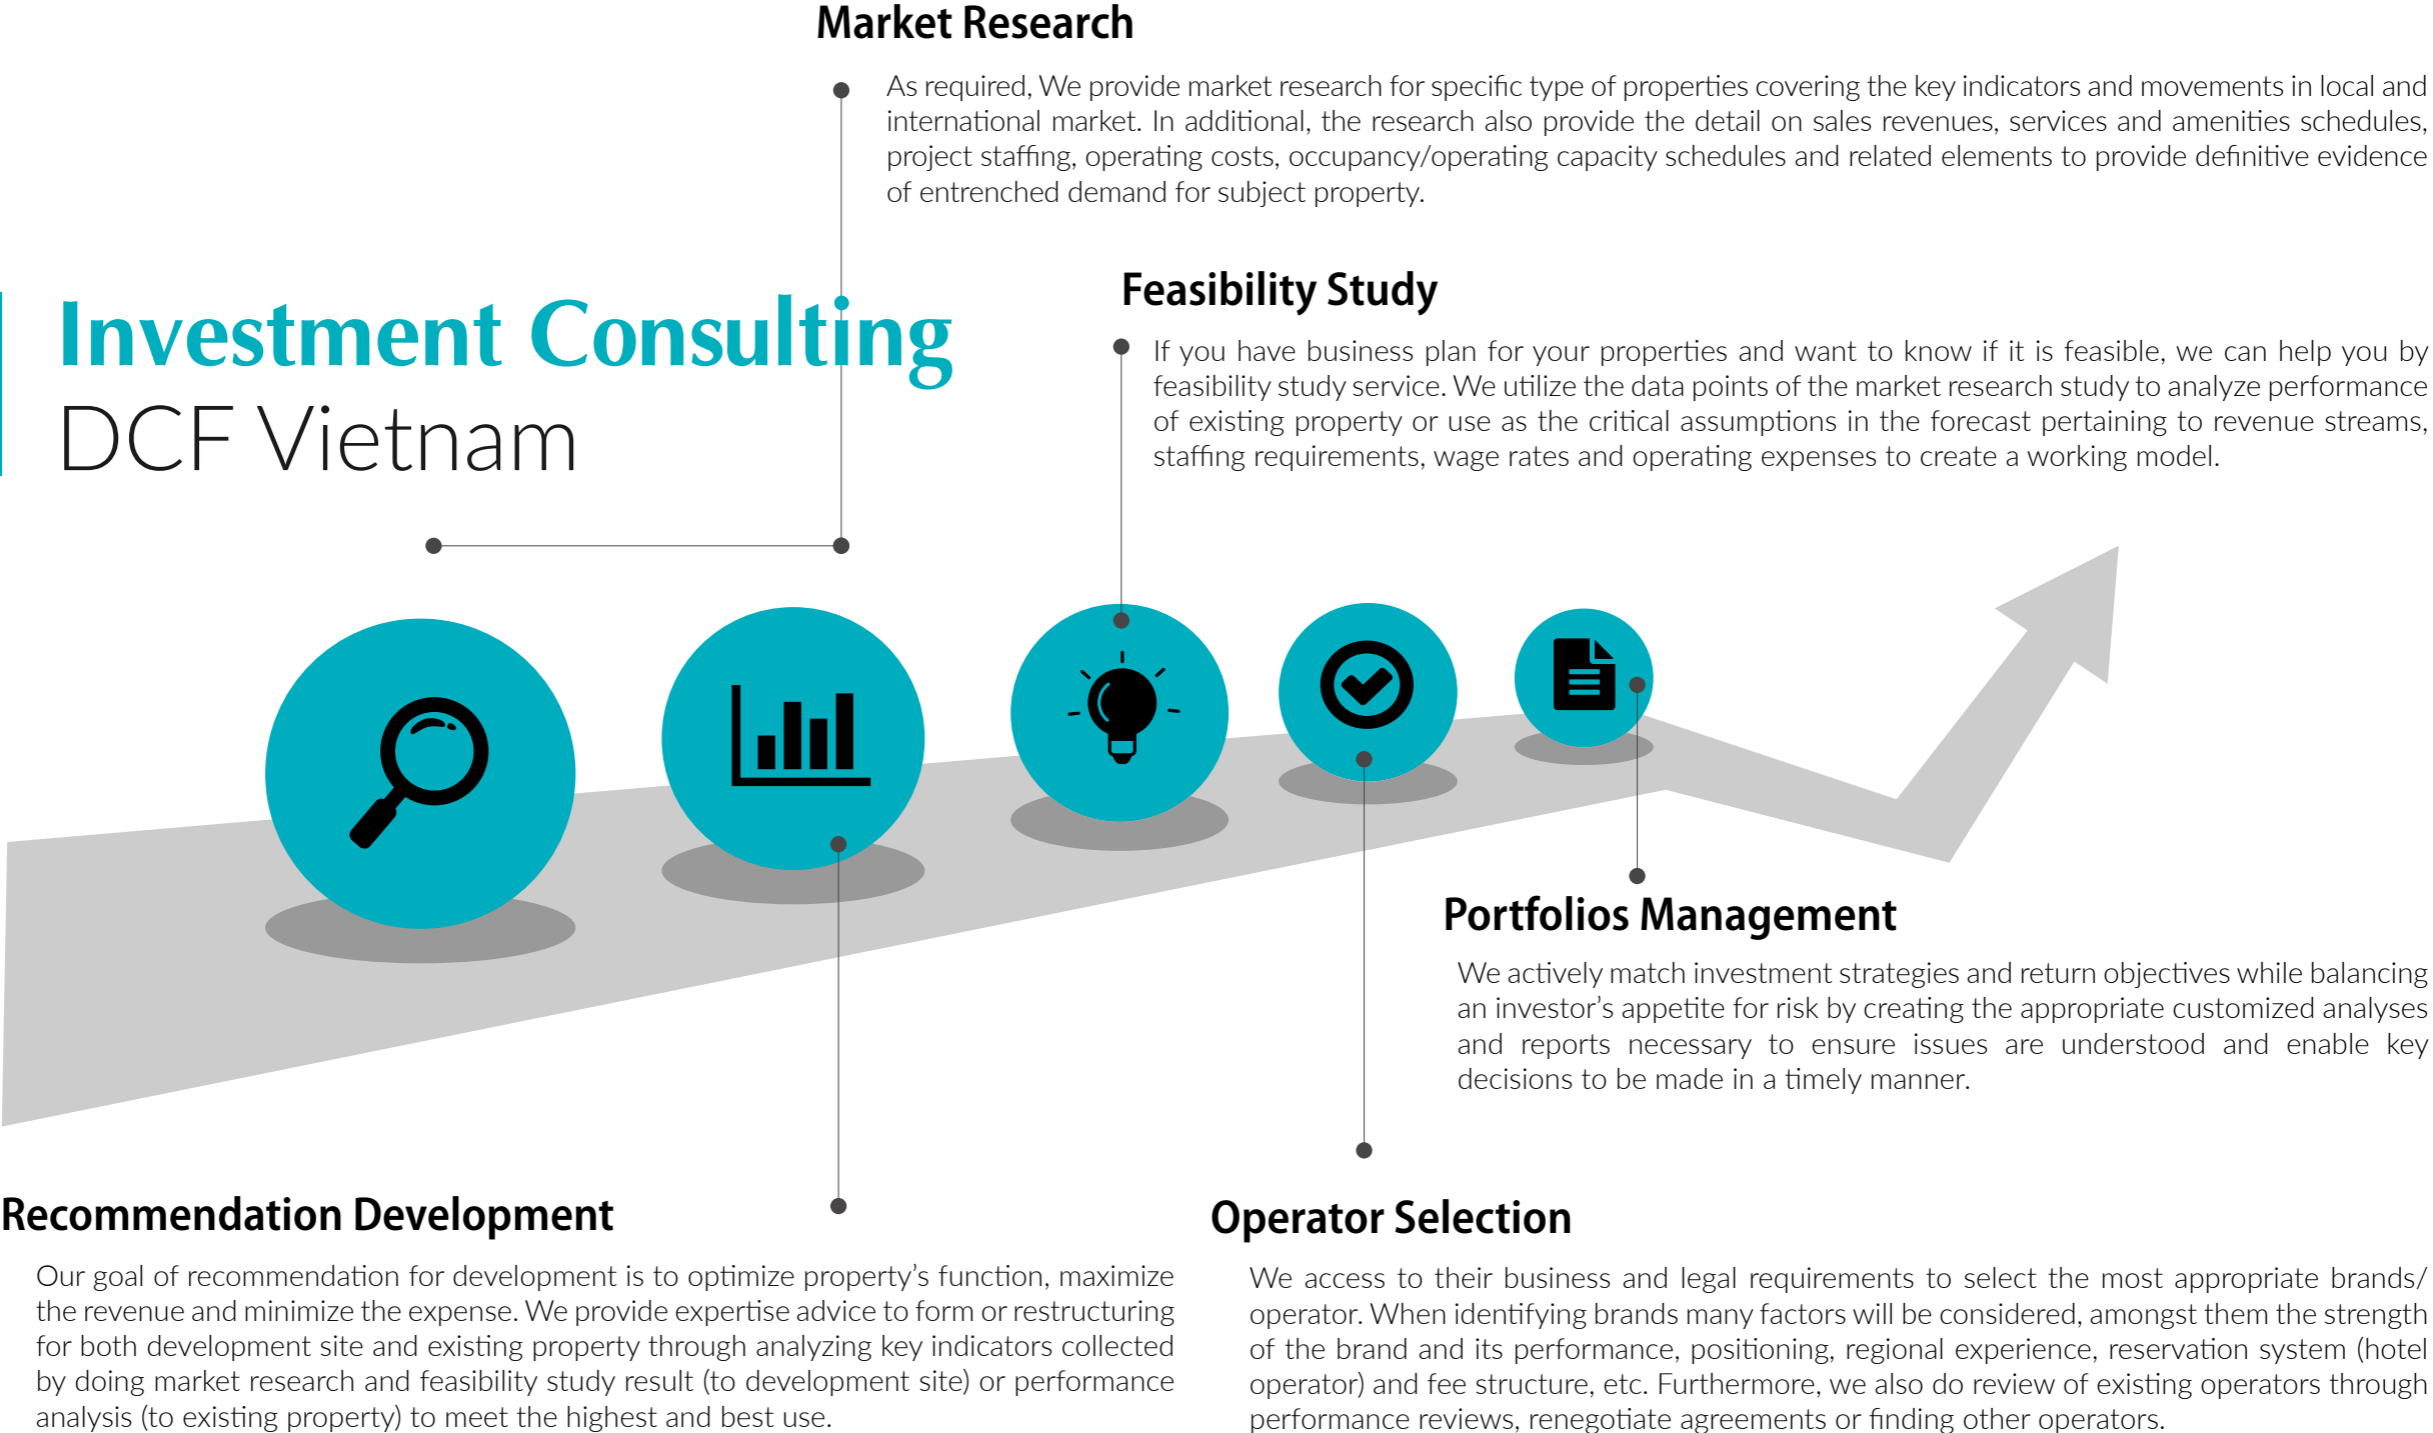 Market Research
As required, We provide market research for specific type of properties covering the key indicators and movements in local and
international market. In additional, the research also provide the detail on sales revenues, services and amenities schedules,
project staffing, operating costs, occupancy/operating capacity schedules and related elements to provide definitive evidence
of entrenched demand for subject property.
Investment Consulting
DCF Vietnam
Feasibility Study
If you have business plan for your properties and want to know if it is feasible, we can help you by
feasibility study service. We utilize the data points of the market research study to analyze performance
of existing property or use as the critical assumptions in the forecast pertaining to revenue streams,
staffing requirements, wage rates and operating expenses to create a working model.
Portfolios Management
We actively match investment strategies and return objectives while balancing
an investor’s appetite for risk by creating the appropriate customized analyses
and reports necessary to ensure issues are understood and enable key
decisions to be made in a timely manner.
Recommendation Development
Our goal of recommendation for development is to optimize property’s function, maximize
the revenue and minimize the expense. We provide expertise advice to form or restructuring
for both development site and existing property through analyzing key indicators collected
by doing market research and feasibility study result (to development site) or performance
analysis (to existing property) to meet the highest and best use.
Operator Selection
We access to their business and legal requirements to select the most appropriate brands/
operator. When identifying brands many factors will be considered, amongst them the strength
of the brand and its performance, positioning, regional experience, reservation system (hotel
operator) and fee structure, etc. Furthermore, we also do review of existing operators through
performance reviews, renegotiate agreements or finding other operators.